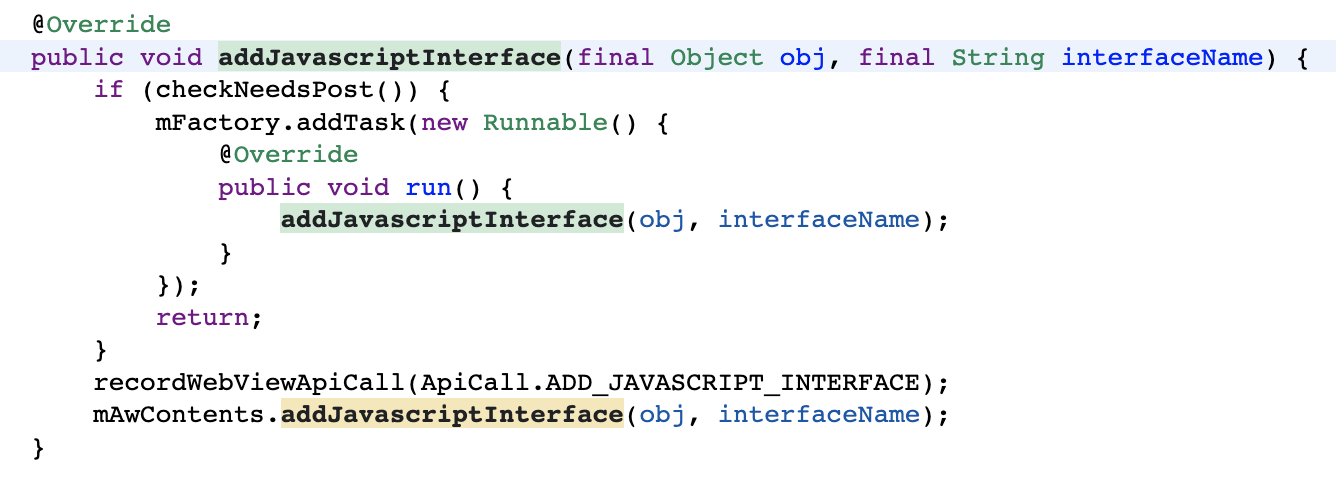 @Override
public void addJavascriptInterface(final Object obj, final String interfaceName) {
    if (checkNeedsPost()) {
        mFactory.addTask(new Runnable() {
            @Override
            public void run() {
                addJavascriptInterface(obj, interfaceName);
            }
        });
        return;
    }
    recordWebViewApiCall(ApiCall.ADD_JAVASCRIPT_INTERFACE);
    mAwContents.addJavascriptInterface(obj, interfaceName);
}